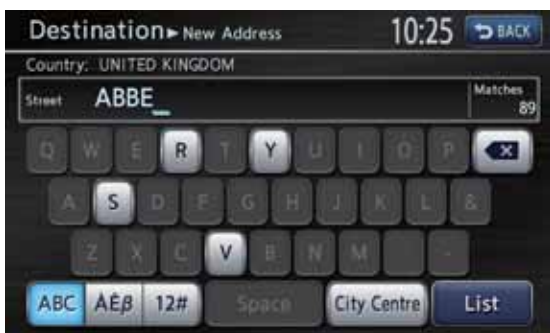 Destination ▸ New Address 10:25 BACK
Country: UNITED KINGDOM
Street ABBE_ Matches 89
Q W E R T Y U I O P
A S D F G H J K L &
Z X C V B N M -
ABC ÀÊβ 12# Space City Centre List